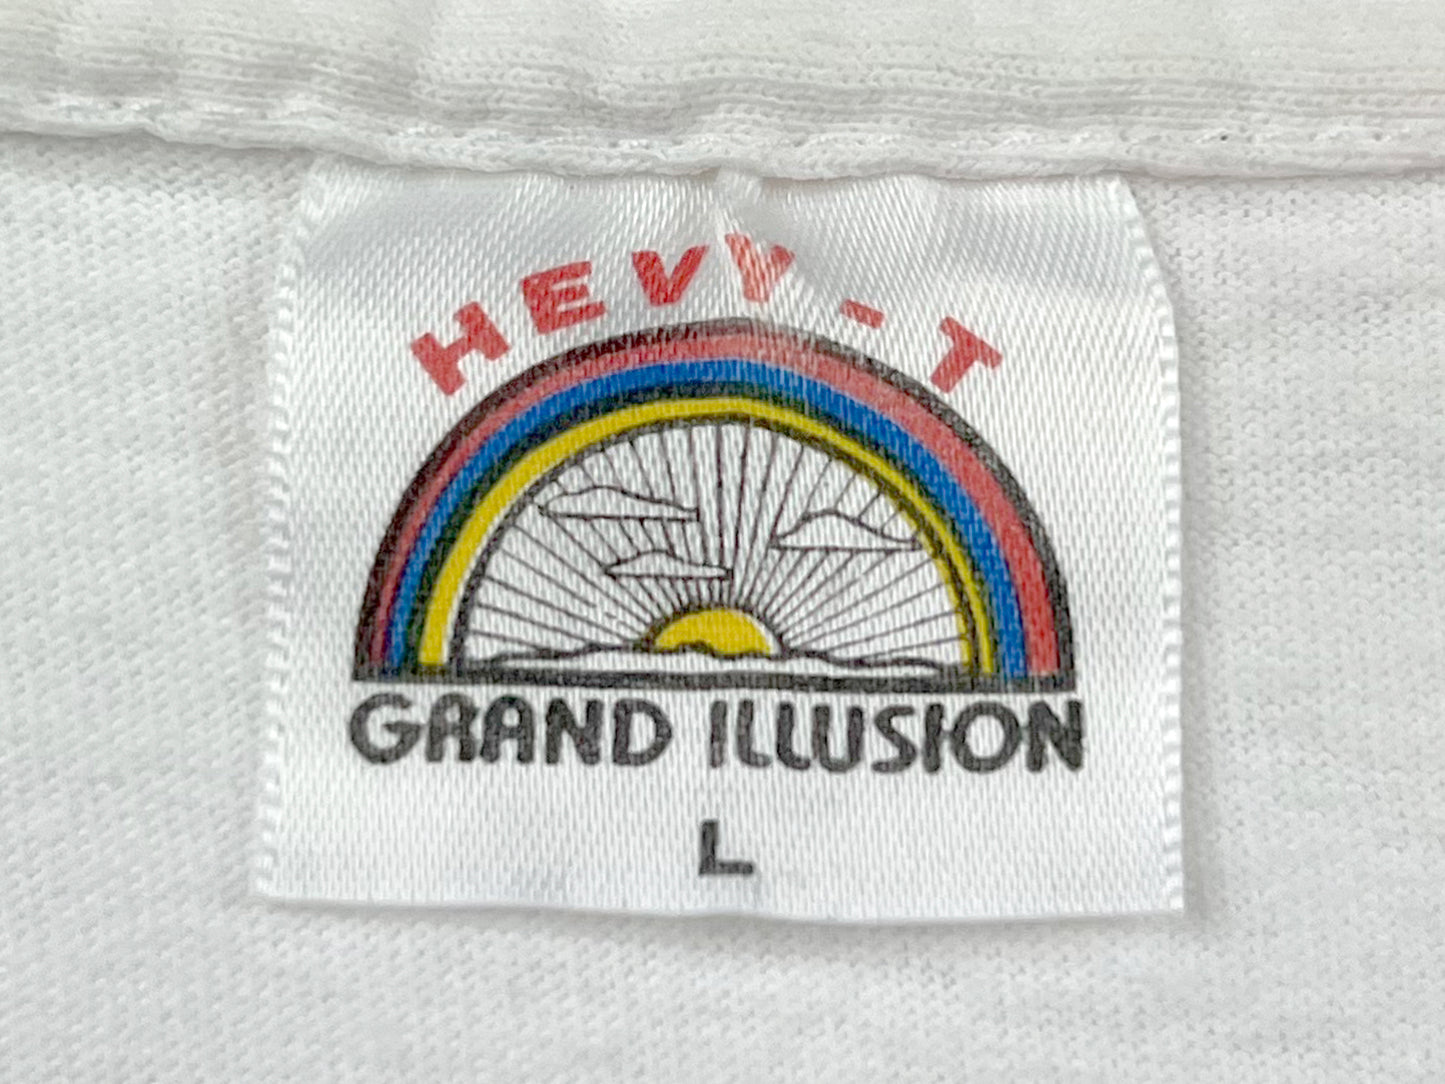 HEVY-T
GRAND ILLUSION
L